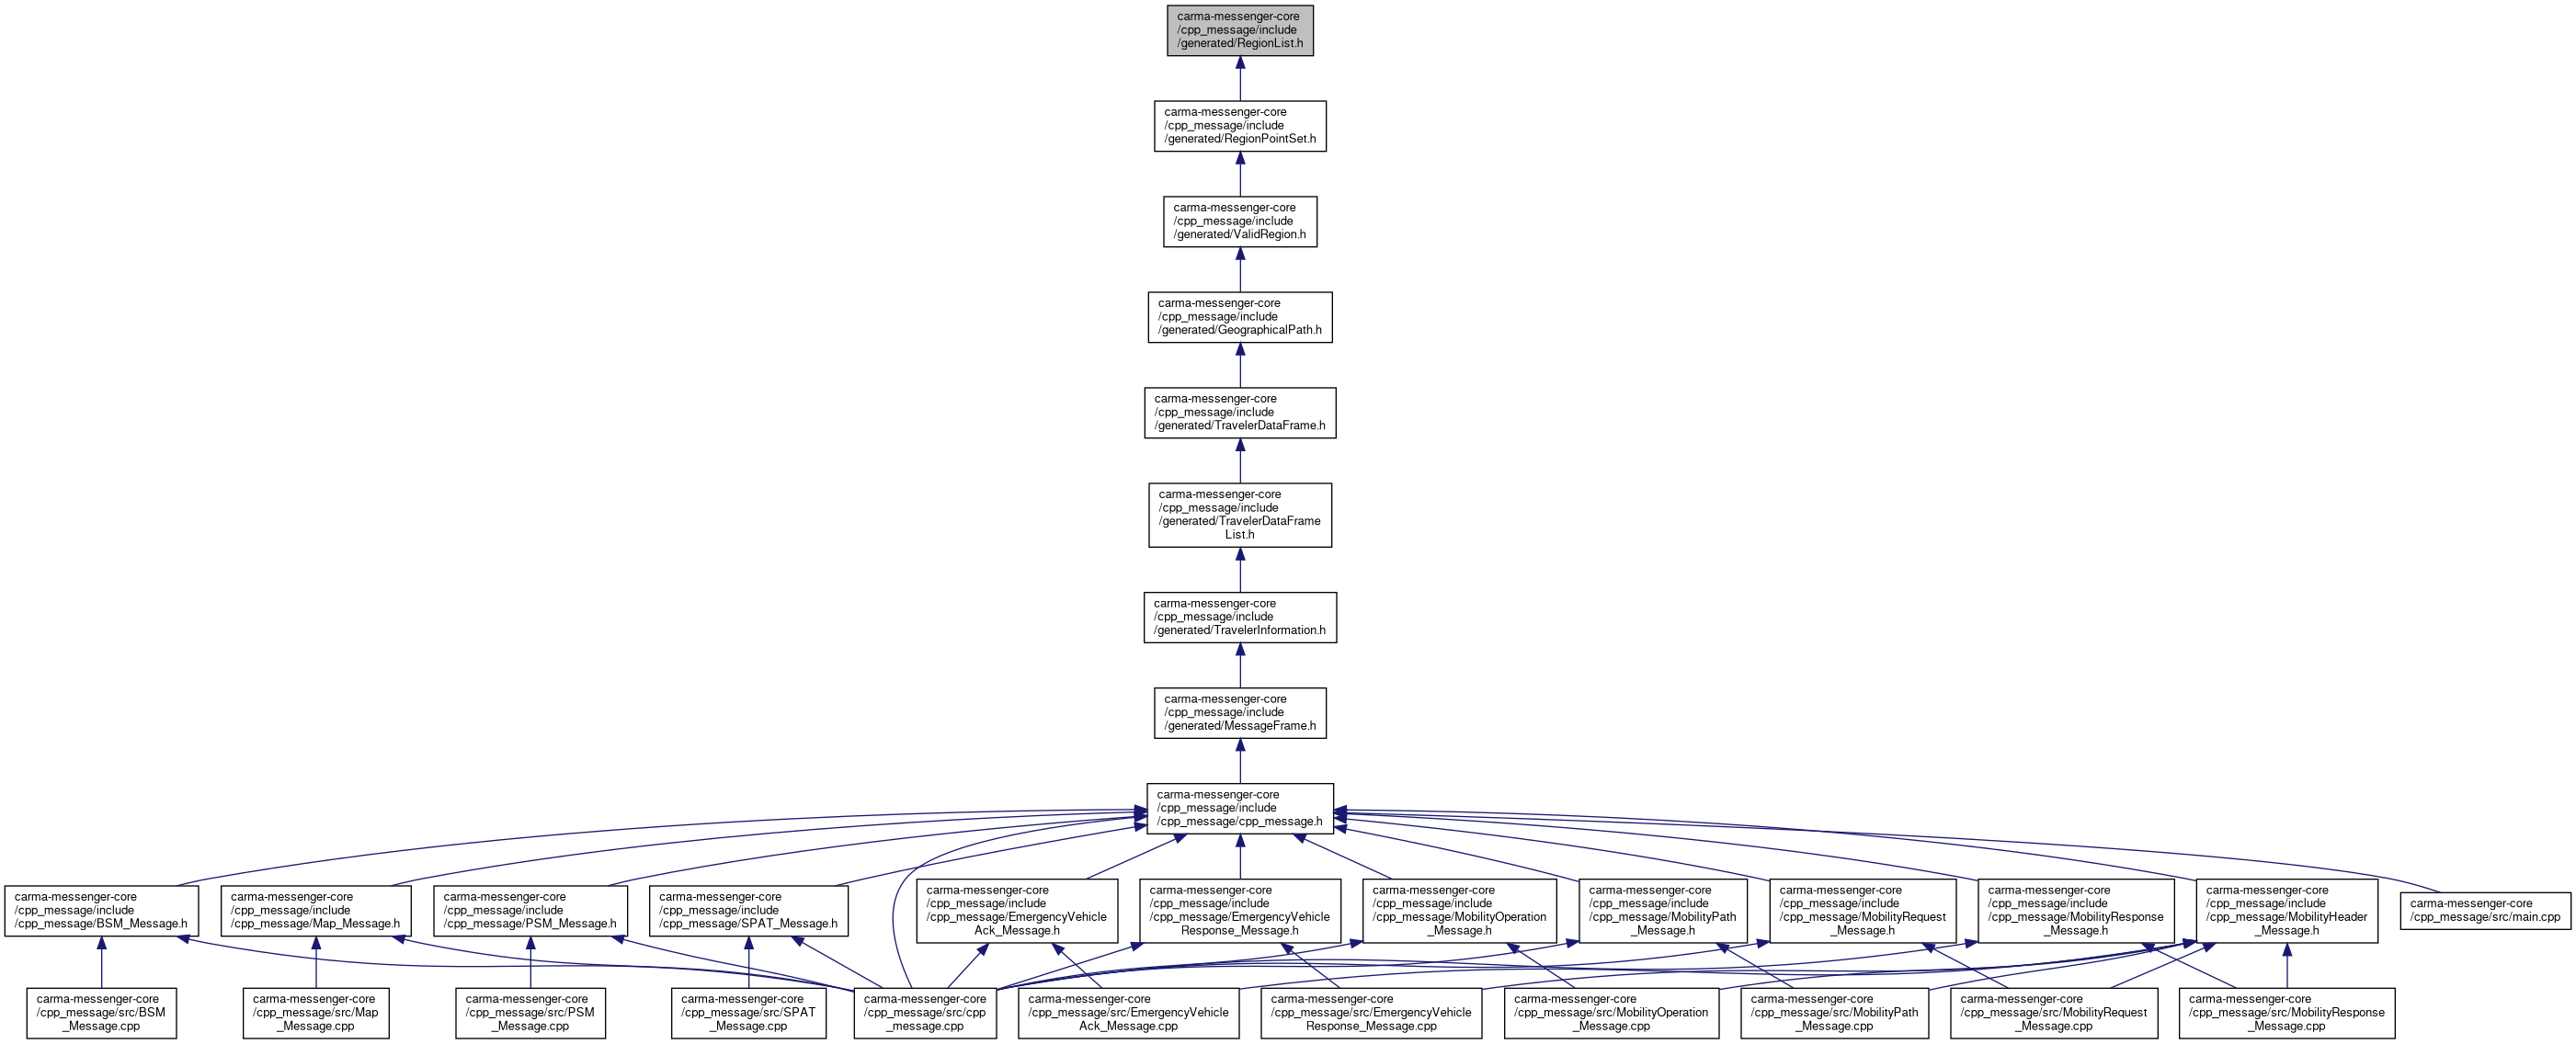 carma-messenger-core
/cpp_message/include
/generated/RegionList.h
carma-messenger-core
/cpp_message/include
/generated/RegionPointSet.h
carma-messenger-core
/cpp_message/include
/generated/ValidRegion.h
carma-messenger-core
/cpp_message/include
/generated/GeographicalPath.h
carma-messenger-core
/cpp_message/include
/generated/TravelerDataFrame.h
carma-messenger-core
/cpp_message/include
/generated/TravelerDataFrame
List.h
carma-messenger-core
/cpp_message/include
/generated/TravelerInformation.h
carma-messenger-core
/cpp_message/include
/generated/MessageFrame.h
carma-messenger-core
/cpp_message/include
/cpp_message/cpp_message.h
carma-messenger-core
/cpp_message/include
/cpp_message/BSM_Message.h
carma-messenger-core
/cpp_message/include
/cpp_message/Map_Message.h
carma-messenger-core
/cpp_message/include
/cpp_message/PSM_Message.h
carma-messenger-core
/cpp_message/include
/cpp_message/SPAT_Message.h
carma-messenger-core
/cpp_message/include
/cpp_message/EmergencyVehicle
Ack_Message.h
carma-messenger-core
/cpp_message/include
/cpp_message/EmergencyVehicle
Response_Message.h
carma-messenger-core
/cpp_message/include
/cpp_message/MobilityOperation
_Message.h
carma-messenger-core
/cpp_message/include
/cpp_message/MobilityPath
_Message.h
carma-messenger-core
/cpp_message/include
/cpp_message/MobilityRequest
_Message.h
carma-messenger-core
/cpp_message/include
/cpp_message/MobilityResponse
_Message.h
carma-messenger-core
/cpp_message/include
/cpp_message/MobilityHeader
_Message.h
carma-messenger-core
/cpp_message/src/main.cpp
carma-messenger-core
/cpp_message/src/BSM
_Message.cpp
carma-messenger-core
/cpp_message/src/Map
_Message.cpp
carma-messenger-core
/cpp_message/src/PSM
_Message.cpp
carma-messenger-core
/cpp_message/src/SPAT
_Message.cpp
carma-messenger-core
/cpp_message/src/cpp
_message.cpp
carma-messenger-core
/cpp_message/src/EmergencyVehicle
Ack_Message.cpp
carma-messenger-core
/cpp_message/src/EmergencyVehicle
Response_Message.cpp
carma-messenger-core
/cpp_message/src/MobilityOperation
_Message.cpp
carma-messenger-core
/cpp_message/src/MobilityPath
_Message.cpp
carma-messenger-core
/cpp_message/src/MobilityRequest
_Message.cpp
carma-messenger-core
/cpp_message/src/MobilityResponse
_Message.cpp